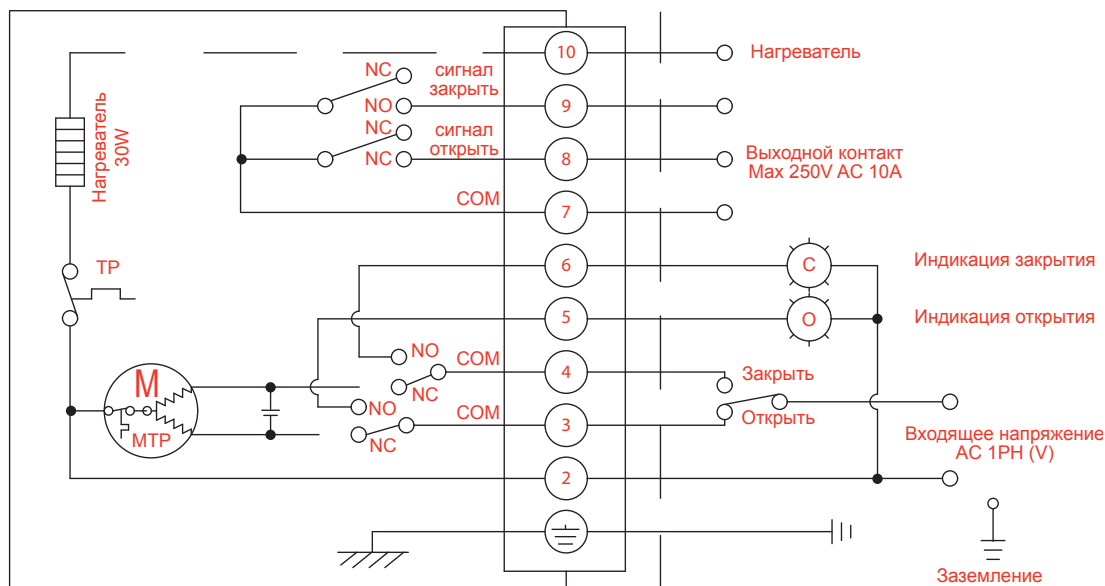 10
Нагреватель
NC
сигнал
закрыть
NO
9
NC
сигнал
открыть
NC
8
Выходной контакт
Max 250V AC 10A
Нагреватель
30W
COM
7
TP
6
C
Индикация закрытия
5
O
Индикация открытия
NO
COM
4
Закрыть
NC
M
MTP
NO
COM
3
Открыть
NC
Входящее напряжение
AC 1PH (V)
2
Заземление